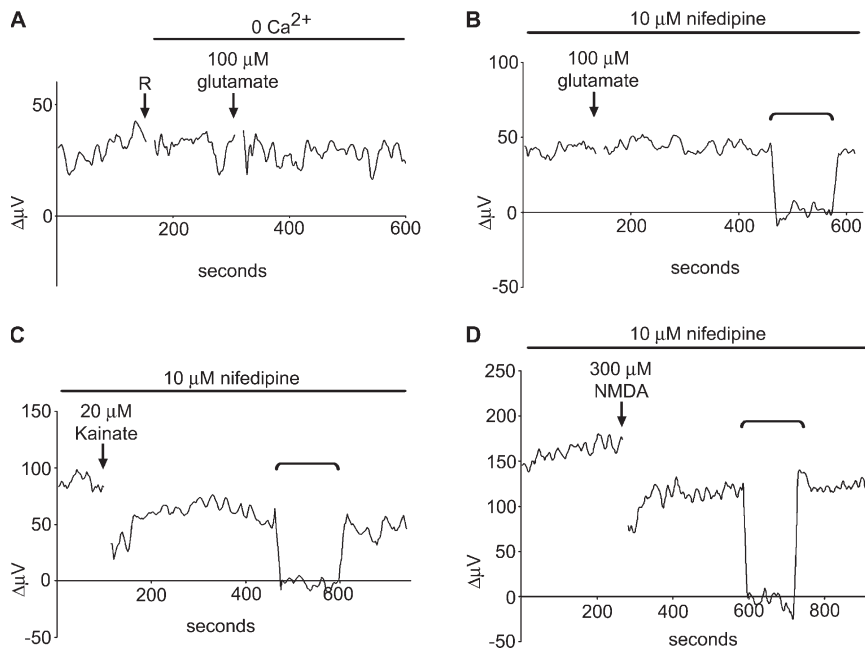 A
0 Ca2+
100 μM
R
glutamate
50
0
ΔμV
200
400
600
seconds
B
10 μM nifedipine
100
100 μM
glutamate
50
0
ΔμV
200
400
600
-50
seconds
C
10 μM nifedipine
150
20 μM
Kainate
100
50
0
ΔμV
200
400
600
-50
seconds
D
10 μM nifedipine
250
300 μM
NMDA
200
150
100
50
0
ΔμV
200
400
600
800
-50
seconds